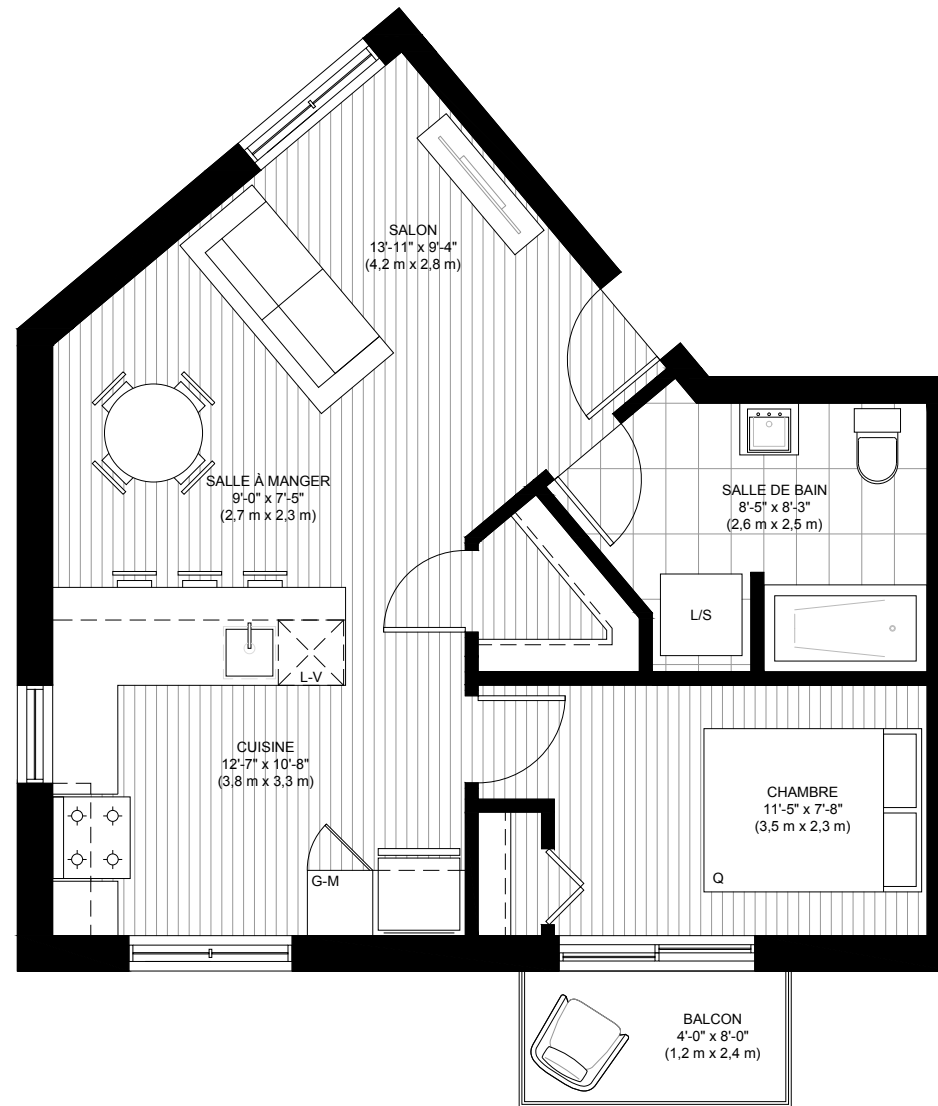 SALON
13'-11" x 9'-4"
(4,2 m x 2,8 m)
SALLE À MANGER
9'-0" x 7'-5"
(2,7 m x 2,3 m)
SALLE DE BAIN
8'-5" x 8'-3"
(2,6 m x 2,5 m)
L/S
L-V
CUISINE
12'-7" x 10'-8"
(3,8 m x 3,3 m)
CHAMBRE
11'-5" x 7'-8"
(3,5 m x 2,3 m)
G-M
Q
BALCON
4'-0" x 8'-0"
(1,2 m x 2,4 m)